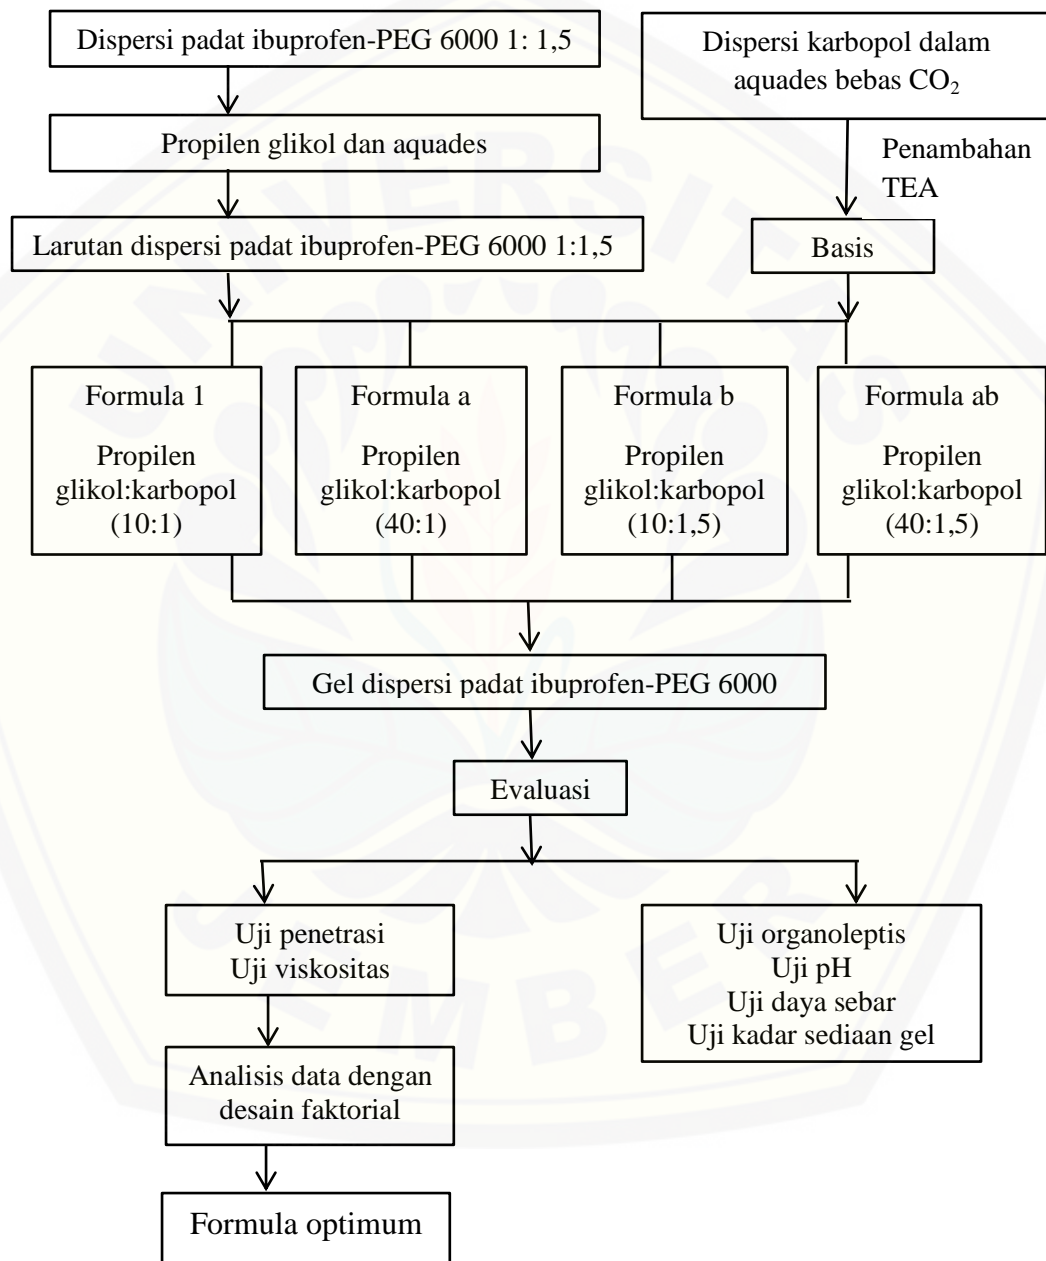 Dispersi padat ibuprofen-PEG 6000 1: 1,5
Dispersi karbopol dalam
aquades bebas CO₂
Propilen glikol dan aquades
Penambahan
TEA
Larutan dispersi padat ibuprofen-PEG 6000 1:1,5
Basis
Formula 1
Propilen
glikol:karbopol
(10:1)
Formula a
Propilen
glikol:karbopol
(40:1)
Formula b
Propilen
glikol:karbopol
(10:1,5)
Formula ab
Propilen
glikol:karbopol
(40:1,5)
Gel dispersi padat ibuprofen-PEG 6000
Evaluasi
Uji penetrasi
Uji viskositas
Uji organoleptis
Uji pH
Uji daya sebar
Uji kadar sediaan gel
Analisis data dengan
desain faktorial
Formula optimum
UNIVERSITAS
JEMBER